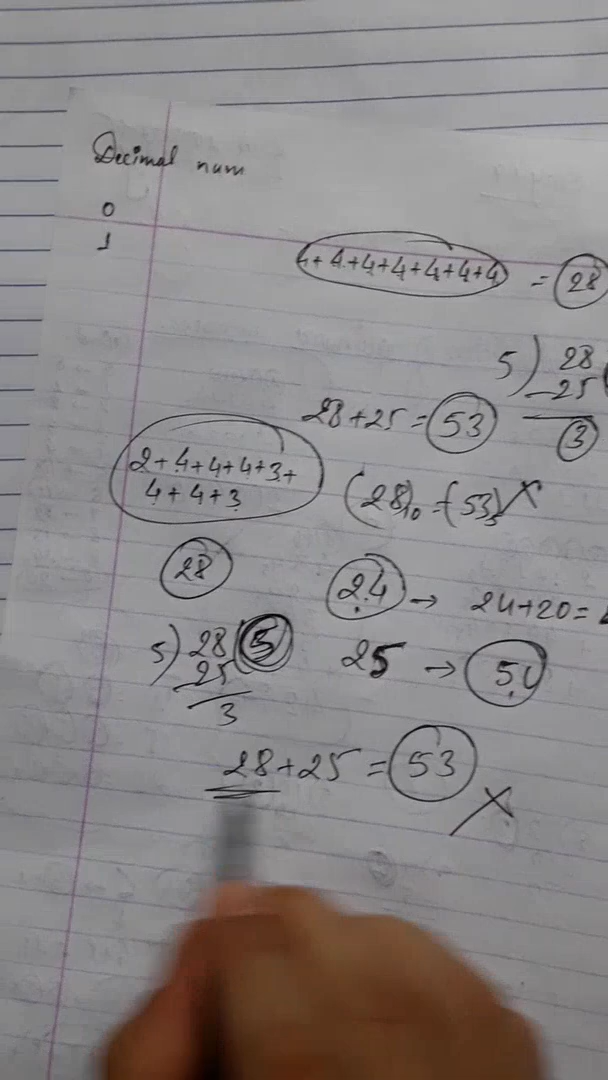 Decimal num
0
1
4+4+4+4+4+4+4 = 28
5) 28
-25
3
28+25 = 53
2+4+4+4+3+
4+4+3
(28)10 = (53)5 X
28
24 → 24+20 =
5) 28 ( 5
25
3
25 → 50
28+25 = 53 X